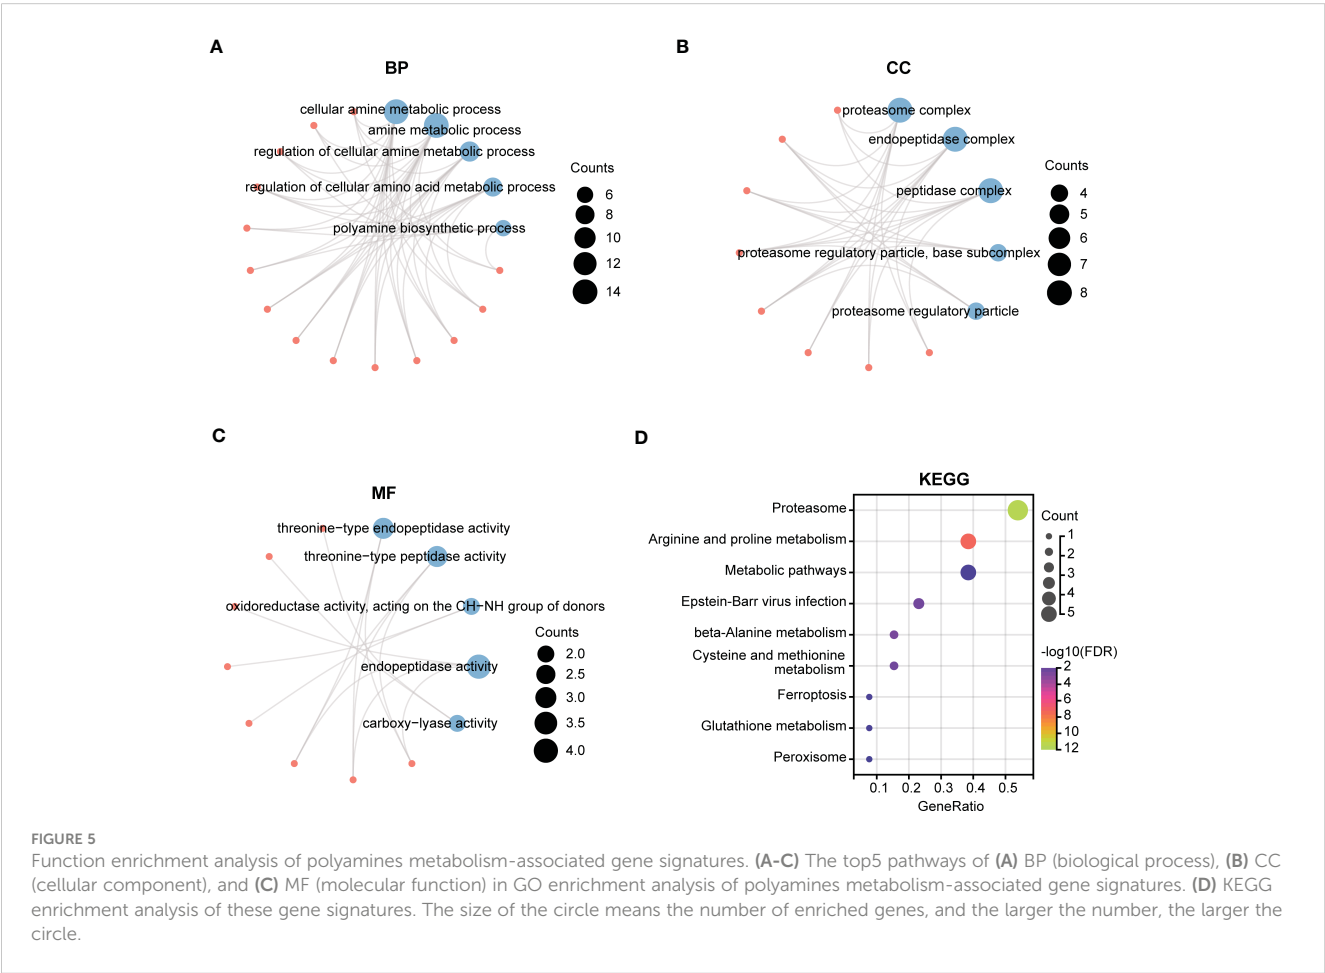 A
BP
cellular amine metabolic process
amine metabolic process
regulation of cellular amine metabolic process
regulation of cellular amino acid metabolic process
polyamine biosynthetic process
Counts
6
8
10
12
14
B
CC
proteasome complex
endopeptidase complex
peptidase complex
proteasome regulatory particle, base subcomplex
proteasome regulatory particle
Counts
4
5
6
7
8
C
MF
threonine−type endopeptidase activity
threonine−type peptidase activity
oxidoreductase activity, acting on the CH−NH group of donors
endopeptidase activity
carboxy−lyase activity
Counts
2.0
2.5
3.0
3.5
4.0
D
KEGG
Proteasome
Arginine and proline metabolism
Metabolic pathways
Epstein-Barr virus infection
beta-Alanine metabolism
Cysteine and methionine
metabolism
Ferroptosis
Glutathione metabolism
Peroxisome
0.1 0.2 0.3 0.4 0.5
GeneRatio
Count
1
2
3
4
5
-log10(FDR)
2
4
6
8
10
12
FIGURE 5
Function enrichment analysis of polyamines metabolism-associated gene signatures. (A-C) The top5 pathways of (A) BP (biological process), (B) CC
(cellular component), and (C) MF (molecular function) in GO enrichment analysis of polyamines metabolism-associated gene signatures. (D) KEGG
enrichment analysis of these gene signatures. The size of the circle means the number of enriched genes, and the larger the number, the larger the
circle.